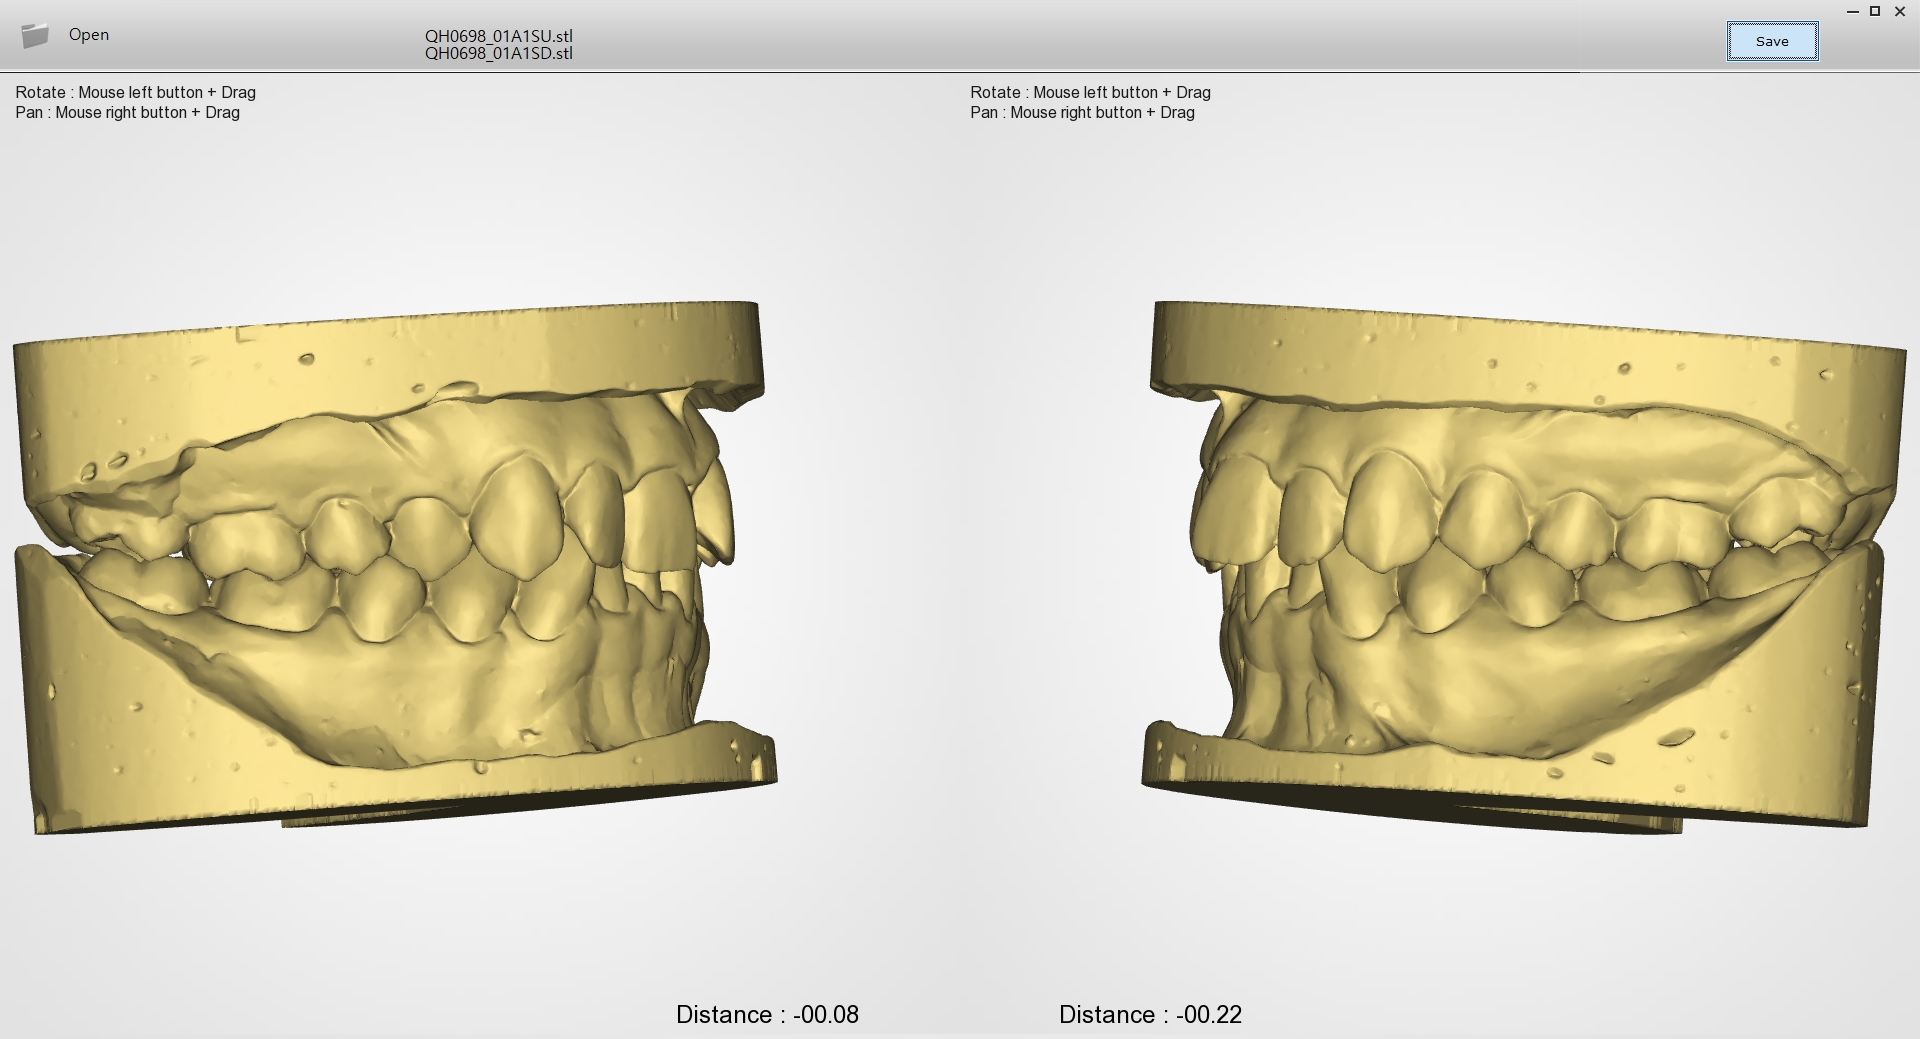 Open
QH0698_01A1SU.stl
QH0698_01A1SD.stl
Save
Rotate : Mouse left button + Drag
Pan : Mouse right button + Drag
Rotate : Mouse left button + Drag
Pan : Mouse right button + Drag
Distance : -00.08
Distance : -00.22